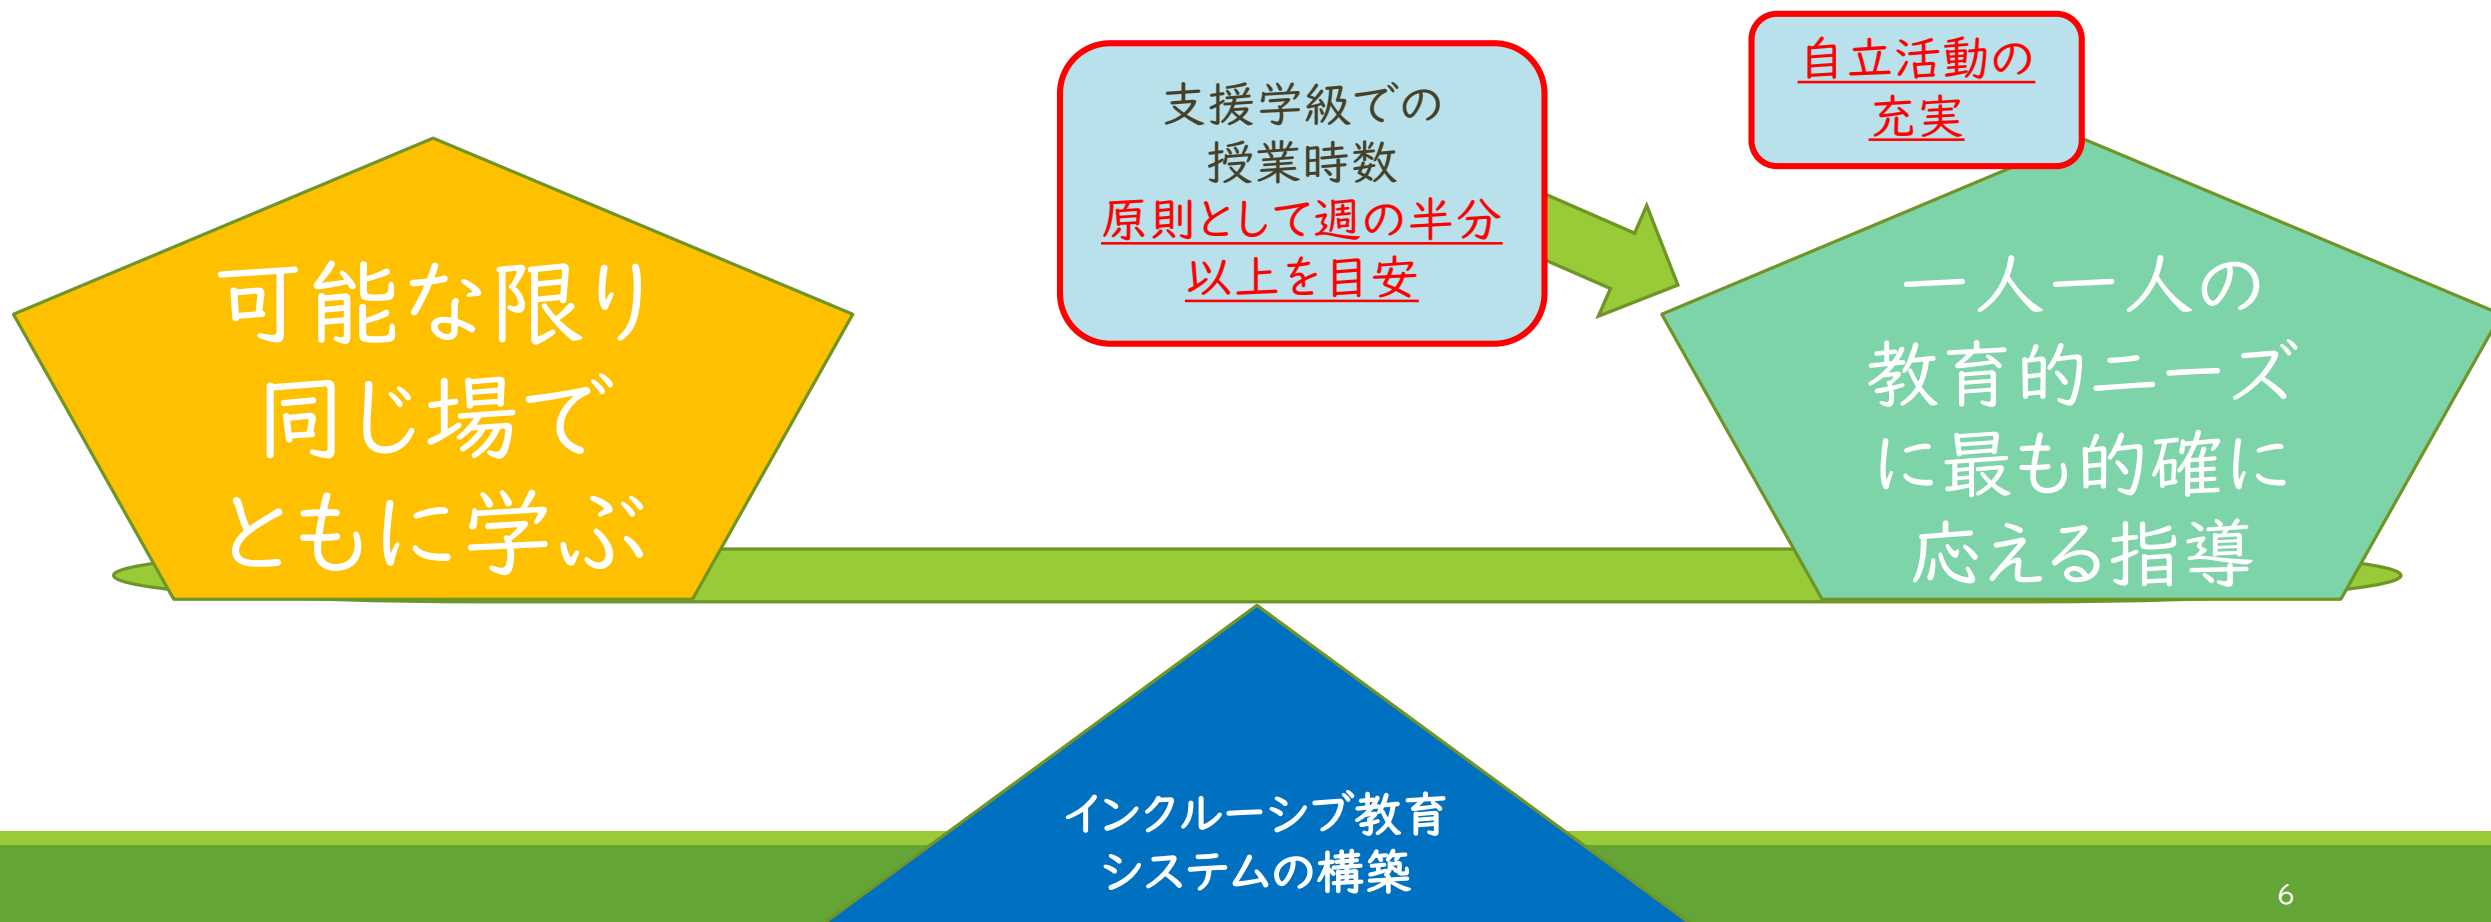 自立活動の
充実
支援学級での
授業時数
原則として週の半分
以上を目安
可能な限り
同じ場で
ともに学ぶ
一人一人の
教育的ニーズ
に最も的確に
応える指導
インクルーシブ教育
システムの構築
6